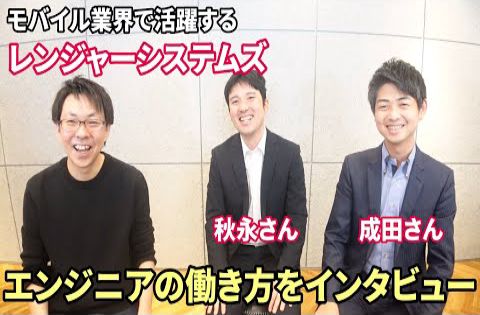 モバイル業界で活躍する
レンジャーシステムズ
秋永さん
成田さん
エンジニアの働き方をインタビュー